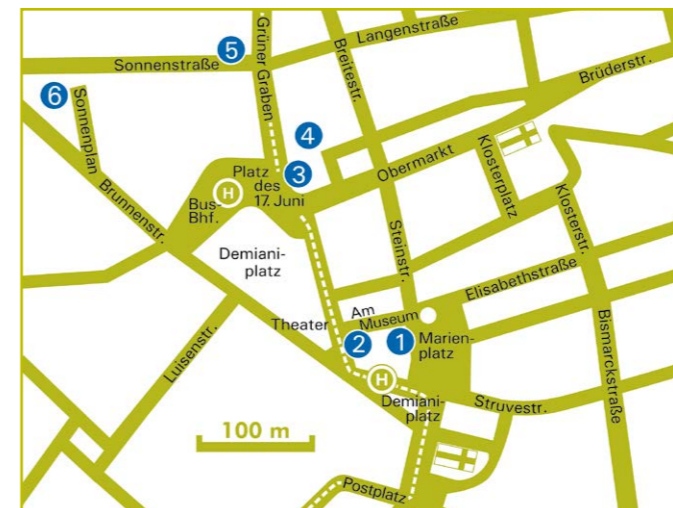 Grüner Graben
Breitestr.
Langenstraße
5
Sonnenstraße
Brüderstr.
6
Sonnenplan
4
Klosterplatz
3
Obermarkt
Platz
des
17. Juni
H
Bus-
Bhf.
Brunnenstr.
Steinstr.
Klosterstr.
Demiani-
platz
Elisabethstraße
Am
Museum
Theater
2
1
Marien-
platz
Luisenstr.
Bismarckstraße
H
Demiani-
platz
Struvestr.
100 m
Postplatz